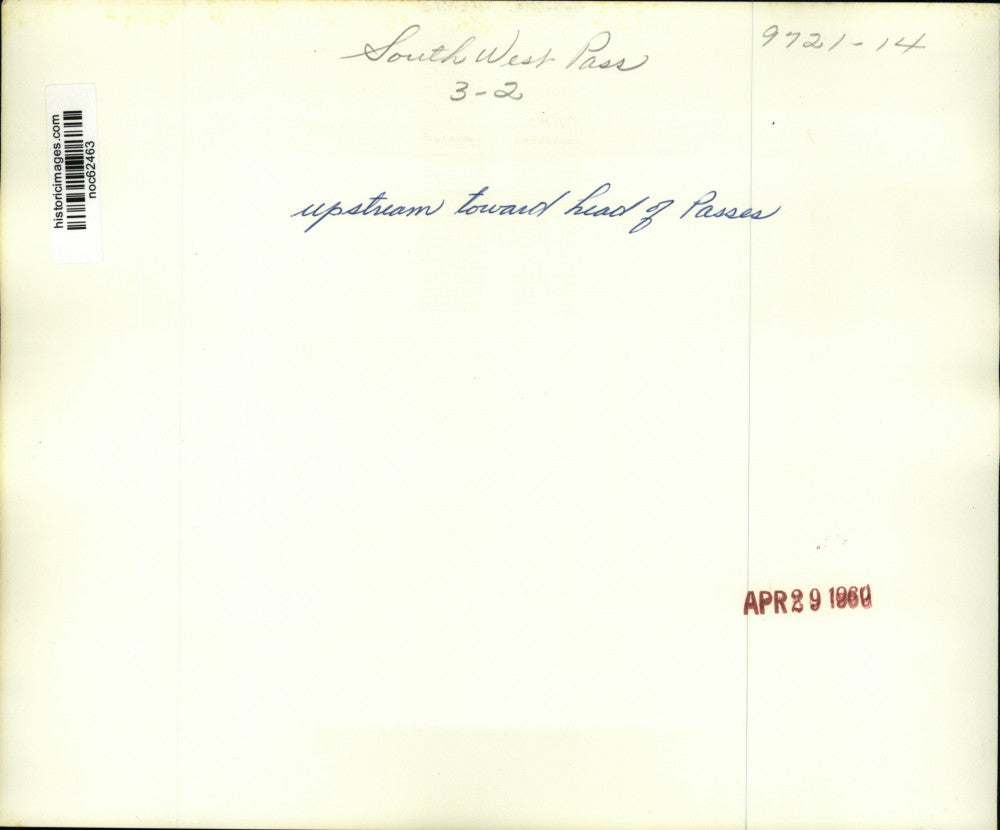 South West Pass
3-2
9721-14
historicimages.com
noc62463
upstream toward head of Passes
APR 29 1960